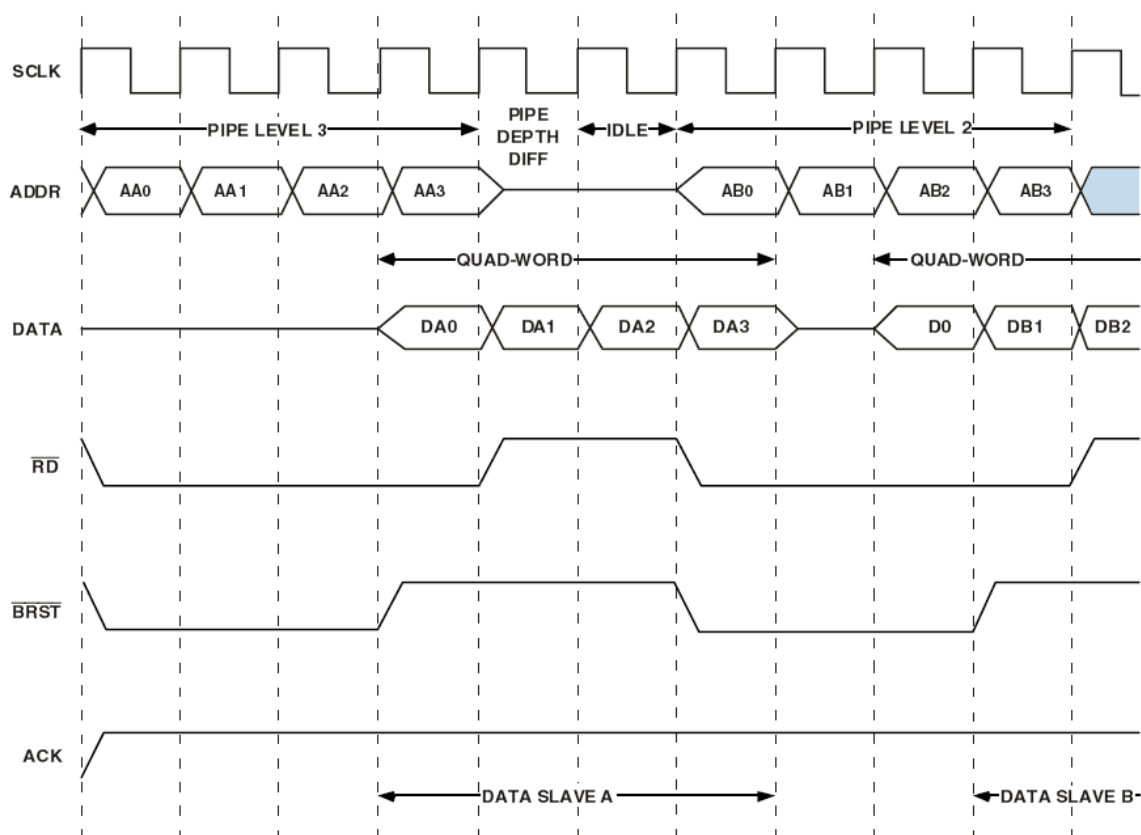 SCLK
PIPE LEVEL 3
PIPE
DEPTH
DIFF
IDLE
PIPE LEVEL 2
ADDR
AA0
AA1
AA2
AA3
AB0
AB1
AB2
AB3
QUAD-WORD
QUAD-WORD
DATA
DA0
DA1
DA2
DA3
D0
DB1
DB2
RD
BRST
ACK
DATA SLAVE A
DATA SLAVE B